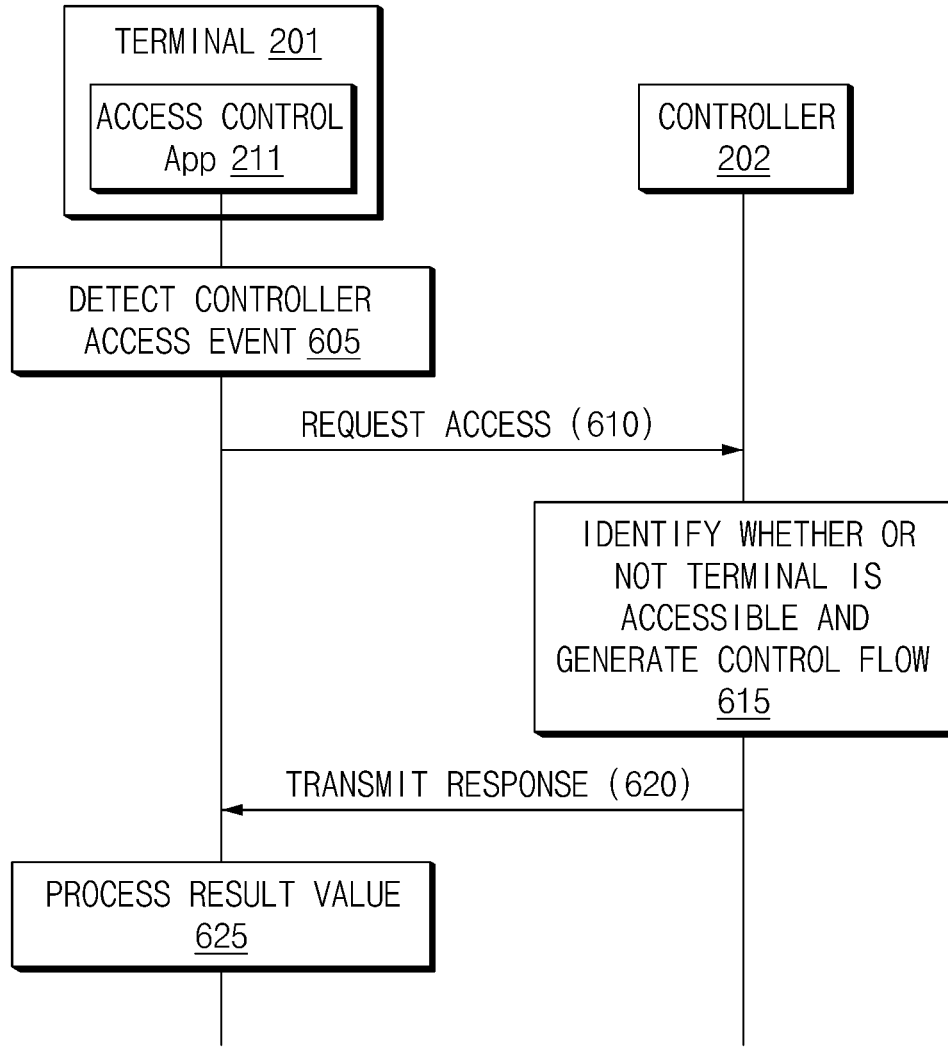 TERMINAL 201
ACCESS CONTROL
App 211
CONTROLLER
202
DETECT CONTROLLER
ACCESS EVENT 605
REQUEST ACCESS (610)
IDENTIFY WHETHER OR
NOT TERMINAL IS
ACCESSIBLE AND
GENERATE CONTROL FLOW
615
TRANSMIT RESPONSE (620)
PROCESS RESULT VALUE
625